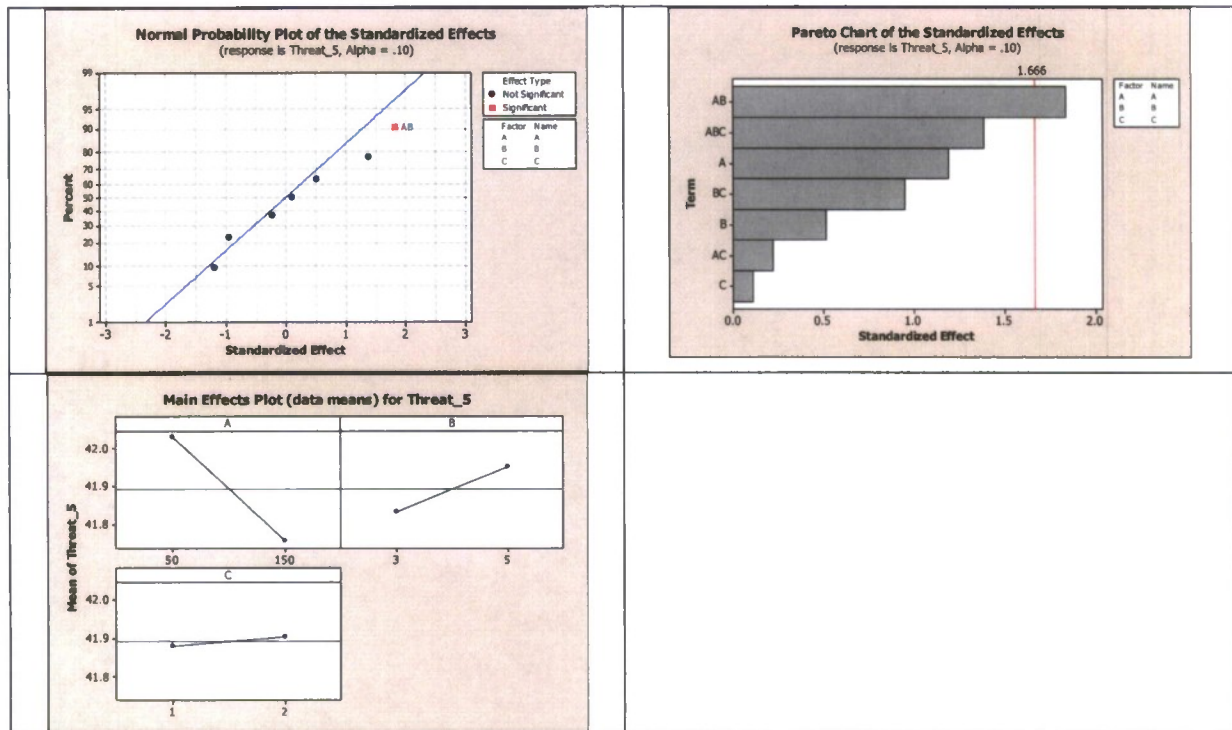 Normal Probability Plot of the Standardized Effects
(response is Threat_5, Alpha = .10)
99
95
90
80
70
60
50
40
30
20
10
5
1
Percent
-3 -2 -1 0 1 2 3
Standardized Effect
AB
Effect Type
Not Significant
Significant
Factor Name
A A
B B
C C
Pareto Chart of the Standardized Effects
(response is Threat_5, Alpha = .10)
1.666
Term
AB
ABC
A
BC
B
AC
C
0.0 0.5 1.0 1.5 2.0
Standardized Effect
Factor Name
A A
B B
C C
Main Effects Plot (data means) for Threat_5
Mean of Threat_5
A B
42.0
41.9
41.8
50 150 3 5
C
42.0
41.9
41.8
1 2